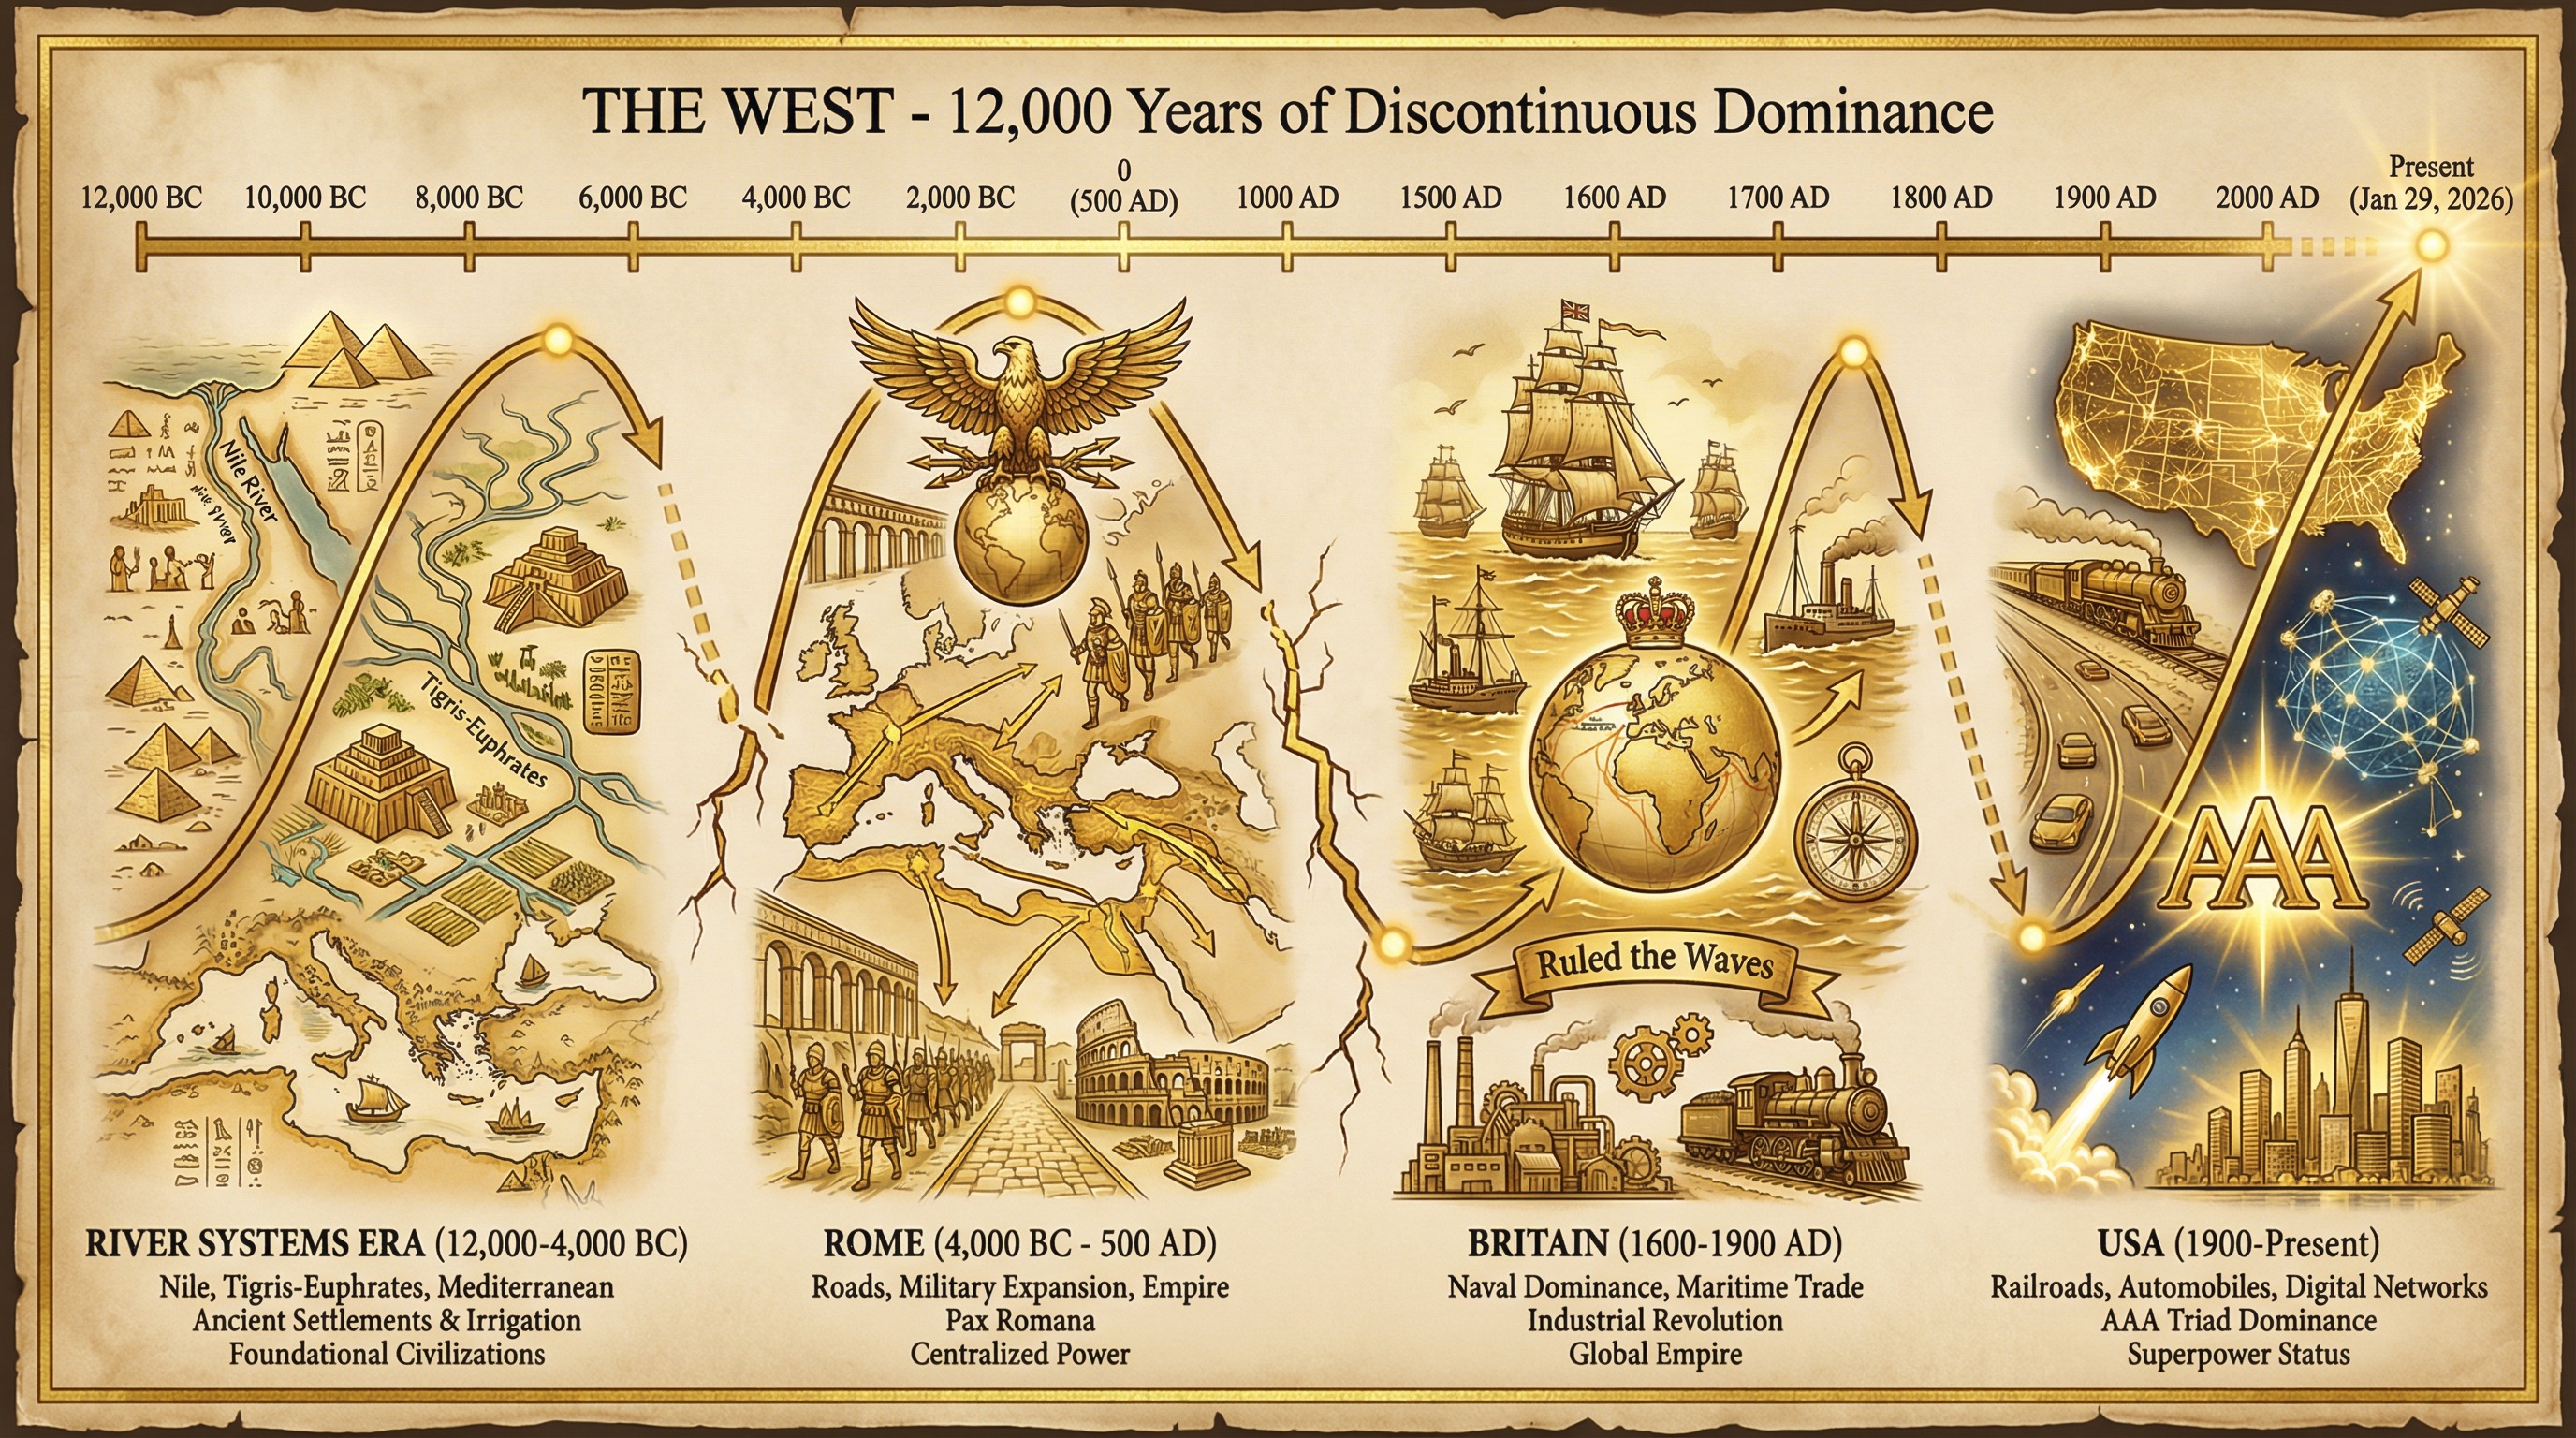 THE WEST - 12,000 Years of Discontinuous Dominance
12,000 BC
10,000 BC
8,000 BC
6,000 BC
4,000 BC
2,000 BC
0
(500 AD)
1000 AD
1500 AD
1600 AD
1700 AD
1800 AD
1900 AD
2000 AD
Present
(Jan 29, 2026)
Nile River
Tigris-Euphrates
Ruled the Waves
AAA
RIVER SYSTEMS ERA (12,000-4,000 BC)
Nile, Tigris-Euphrates, Mediterranean
Ancient Settlements & Irrigation
Foundational Civilizations
ROME (4,000 BC - 500 AD)
Roads, Military Expansion, Empire
Pax Romana
Centralized Power
BRITAIN (1600-1900 AD)
Naval Dominance, Maritime Trade
Industrial Revolution
Global Empire
USA (1900-Present)
Railroads, Automobiles, Digital Networks
AAA Triad Dominance
Superpower Status